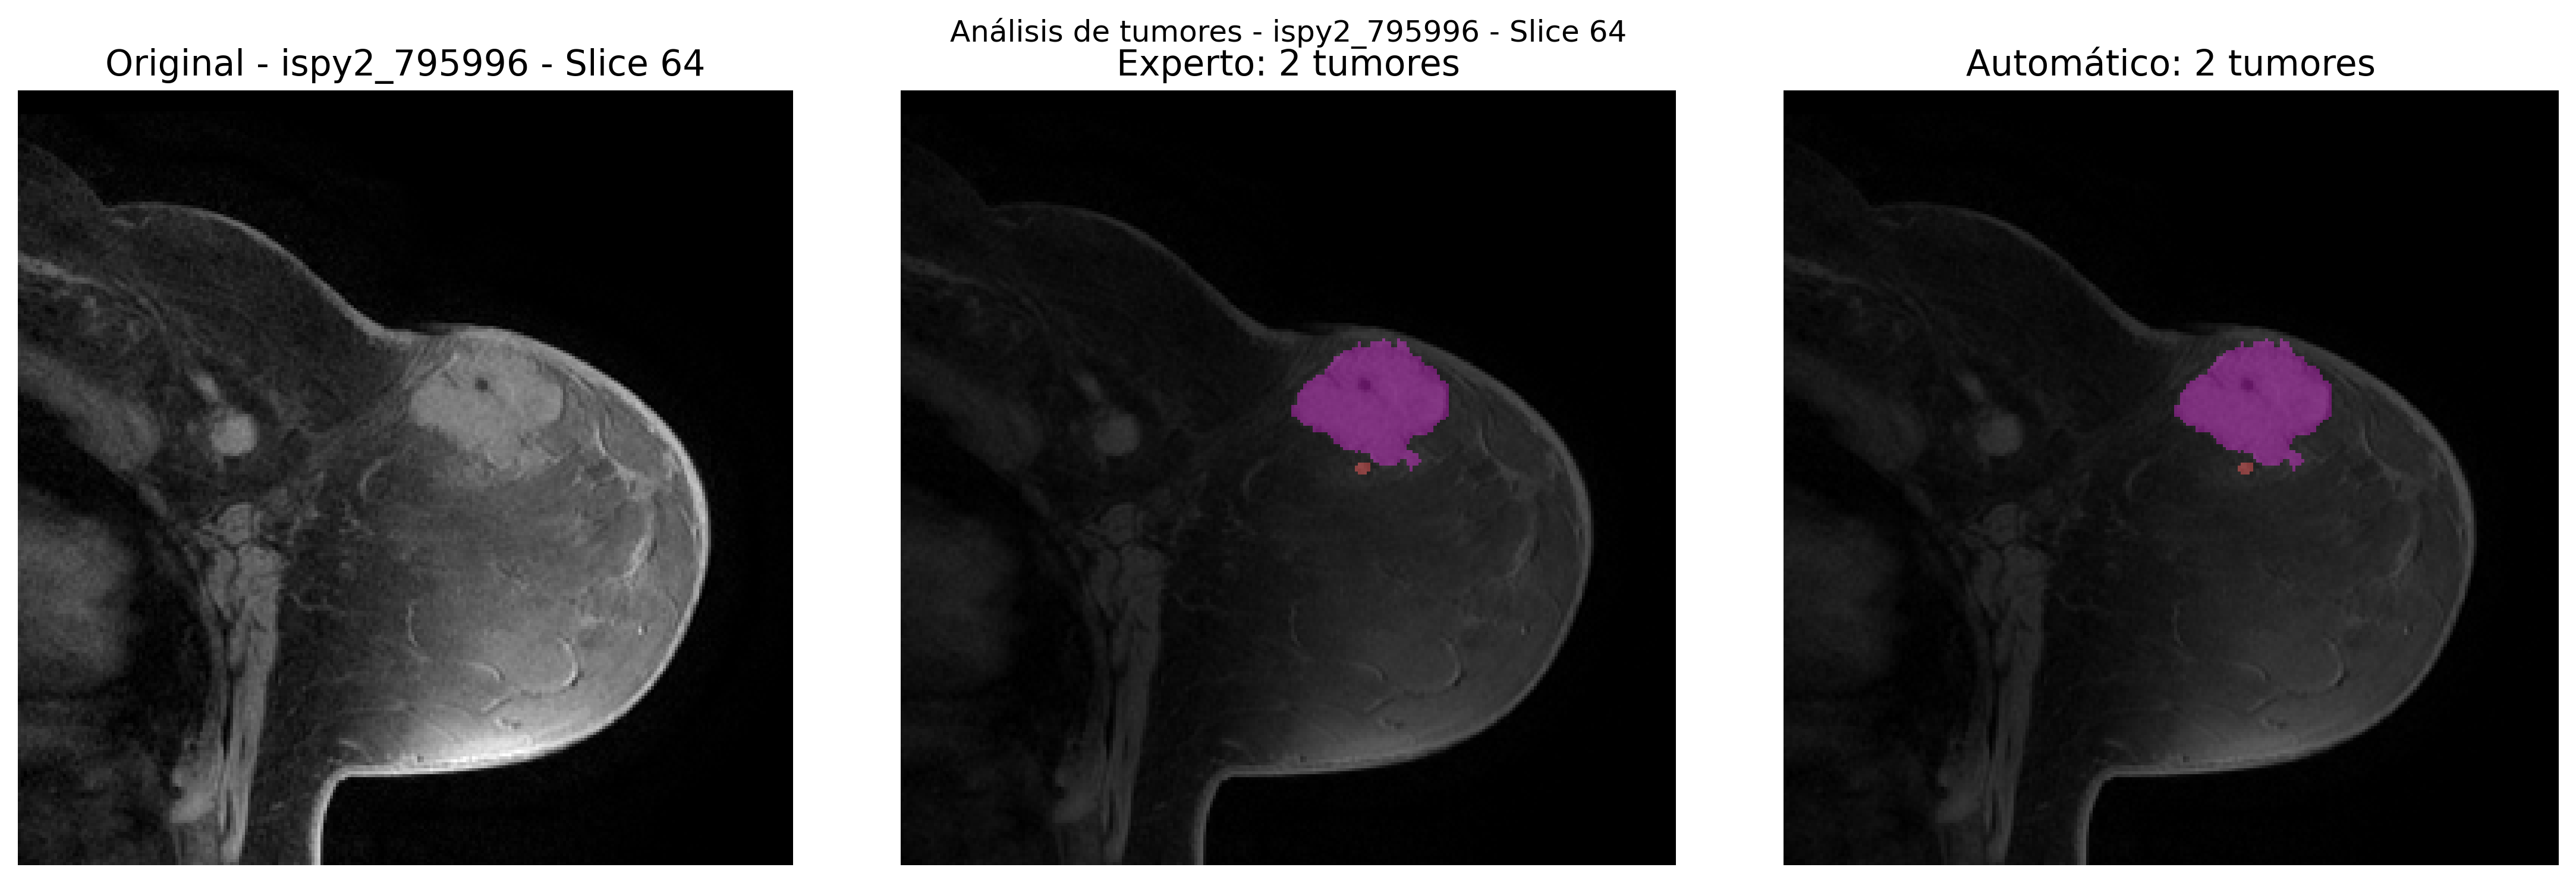 Análisis de tumores - ispy2_795996 - Slice 64
Original - ispy2_795996 - Slice 64
Experto: 2 tumores
Automático: 2 tumores